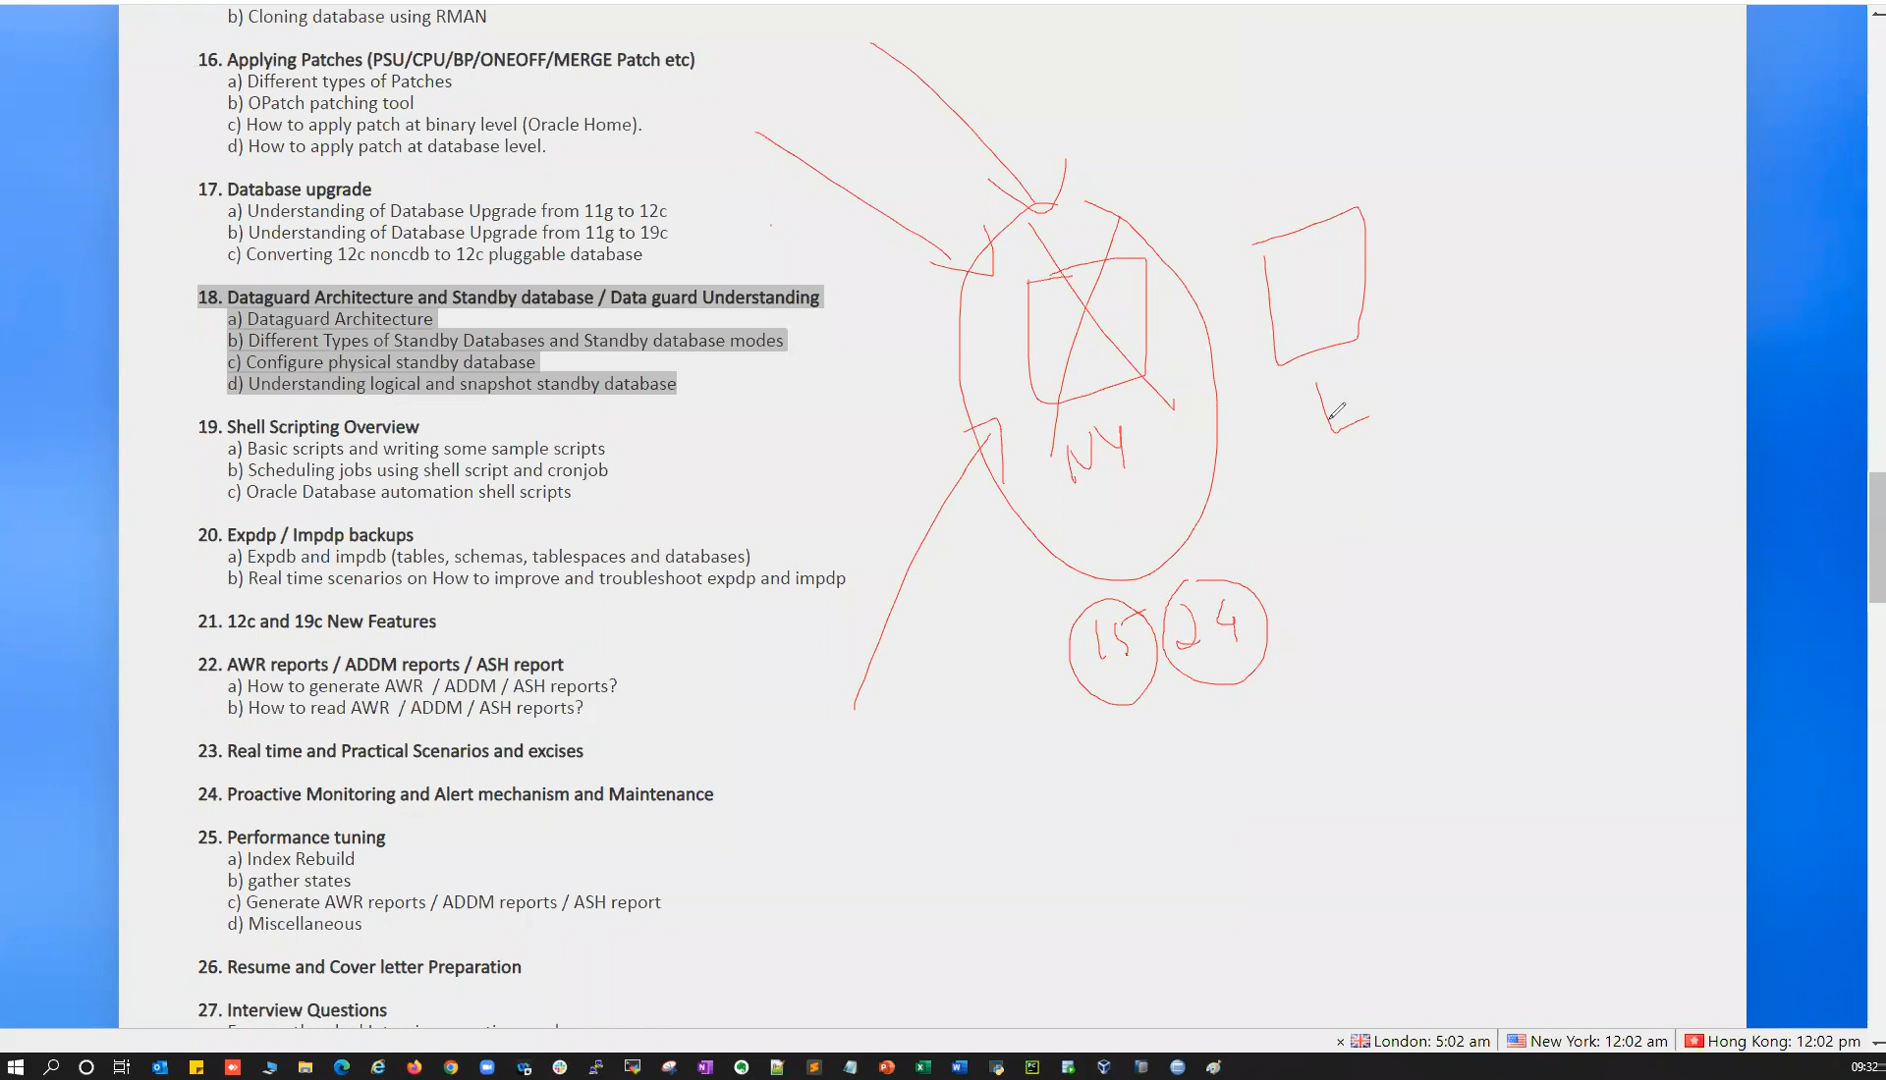 b) Cloning database using RMAN
16. Applying Patches (PSU/CPU/BP/ONEOFF/MERGE Patch etc)
a) Different types of Patches
b) OPatch patching tool
c) How to apply patch at binary level (Oracle Home).
d) How to apply patch at database level.
17. Database upgrade
a) Understanding of Database Upgrade from 11g to 12c
b) Understanding of Database Upgrade from 11g to 19c
c) Converting 12c noncdb to 12c pluggable database
18. Dataguard Architecture and Standby database / Data guard Understanding
a) Dataguard Architecture
b) Different Types of Standby Databases and Standby database modes
c) Configure physical standby database
d) Understanding logical and snapshot standby database
19. Shell Scripting Overview
a) Basic scripts and writing some sample scripts
b) Scheduling jobs using shell script and cronjob
c) Oracle Database automation shell scripts
20. Expdp / Impdp backups
a) Expdb and impdb (tables, schemas, tablespaces and databases)
b) Real time scenarios on How to improve and troubleshoot expdp and impdp
21. 12c and 19c New Features
22. AWR reports / ADDM reports / ASH report
a) How to generate AWR / ADDM / ASH reports?
b) How to read AWR / ADDM / ASH reports?
23. Real time and Practical Scenarios and excises
24. Proactive Monitoring and Alert mechanism and Maintenance
25. Performance tuning
a) Index Rebuild
b) gather states
c) Generate AWR reports / ADDM reports / ASH report
d) Miscellaneous
26. Resume and Cover letter Preparation
27. Interview Questions
NY
L
15 24
× London: 5:02 am New York: 12:02 am Hong Kong: 12:02 pm
09:32